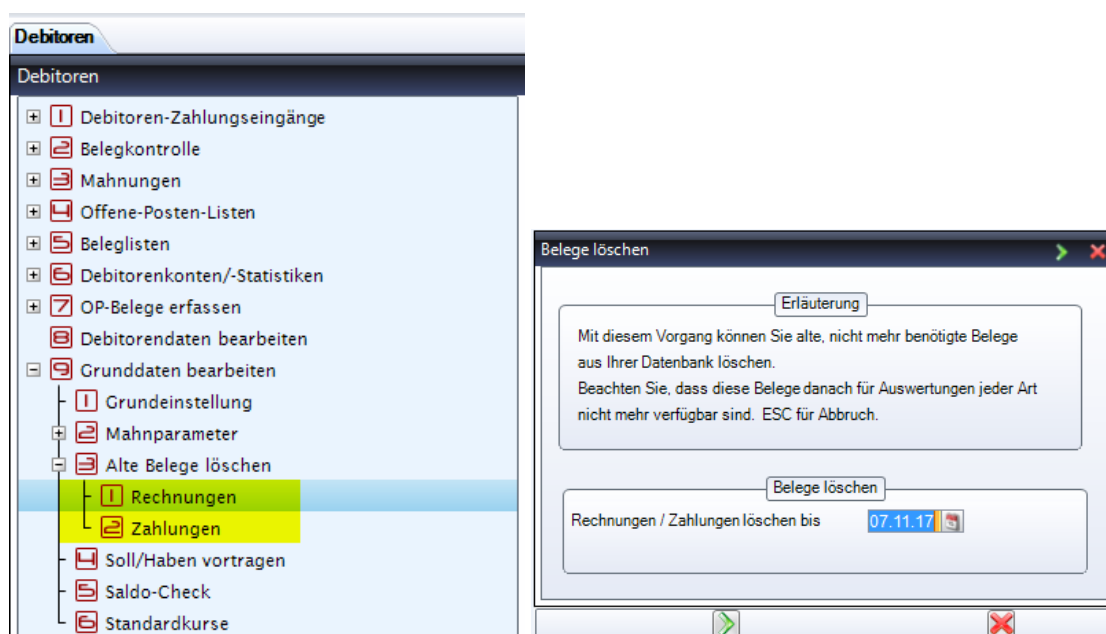 Debitoren
Debitoren
1 Debitoren-Zahlungseingänge
2 Belegkontrolle
3 Mahnungen
4 Offene-Posten-Listen
5 Beleglisten
6 Debitorenkonten/-Statistiken
7 OP-Belege erfassen
8 Debitorendaten bearbeiten
9 Grunddaten bearbeiten
1 Grundeinstellung
2 Mahnparameter
3 Alte Belege löschen
1 Rechnungen
2 Zahlungen
4 Soll/Haben vortragen
5 Saldo-Check
6 Standardkurse
Belege löschen
Erläuterung
Mit diesem Vorgang können Sie alte, nicht mehr benötigte Belege
aus Ihrer Datenbank löschen.
Beachten Sie, dass diese Belege danach für Auswertungen jeder Art
nicht mehr verfügbar sind. ESC für Abbruch.
Belege löschen
Rechnungen / Zahlungen löschen bis 07.11.17